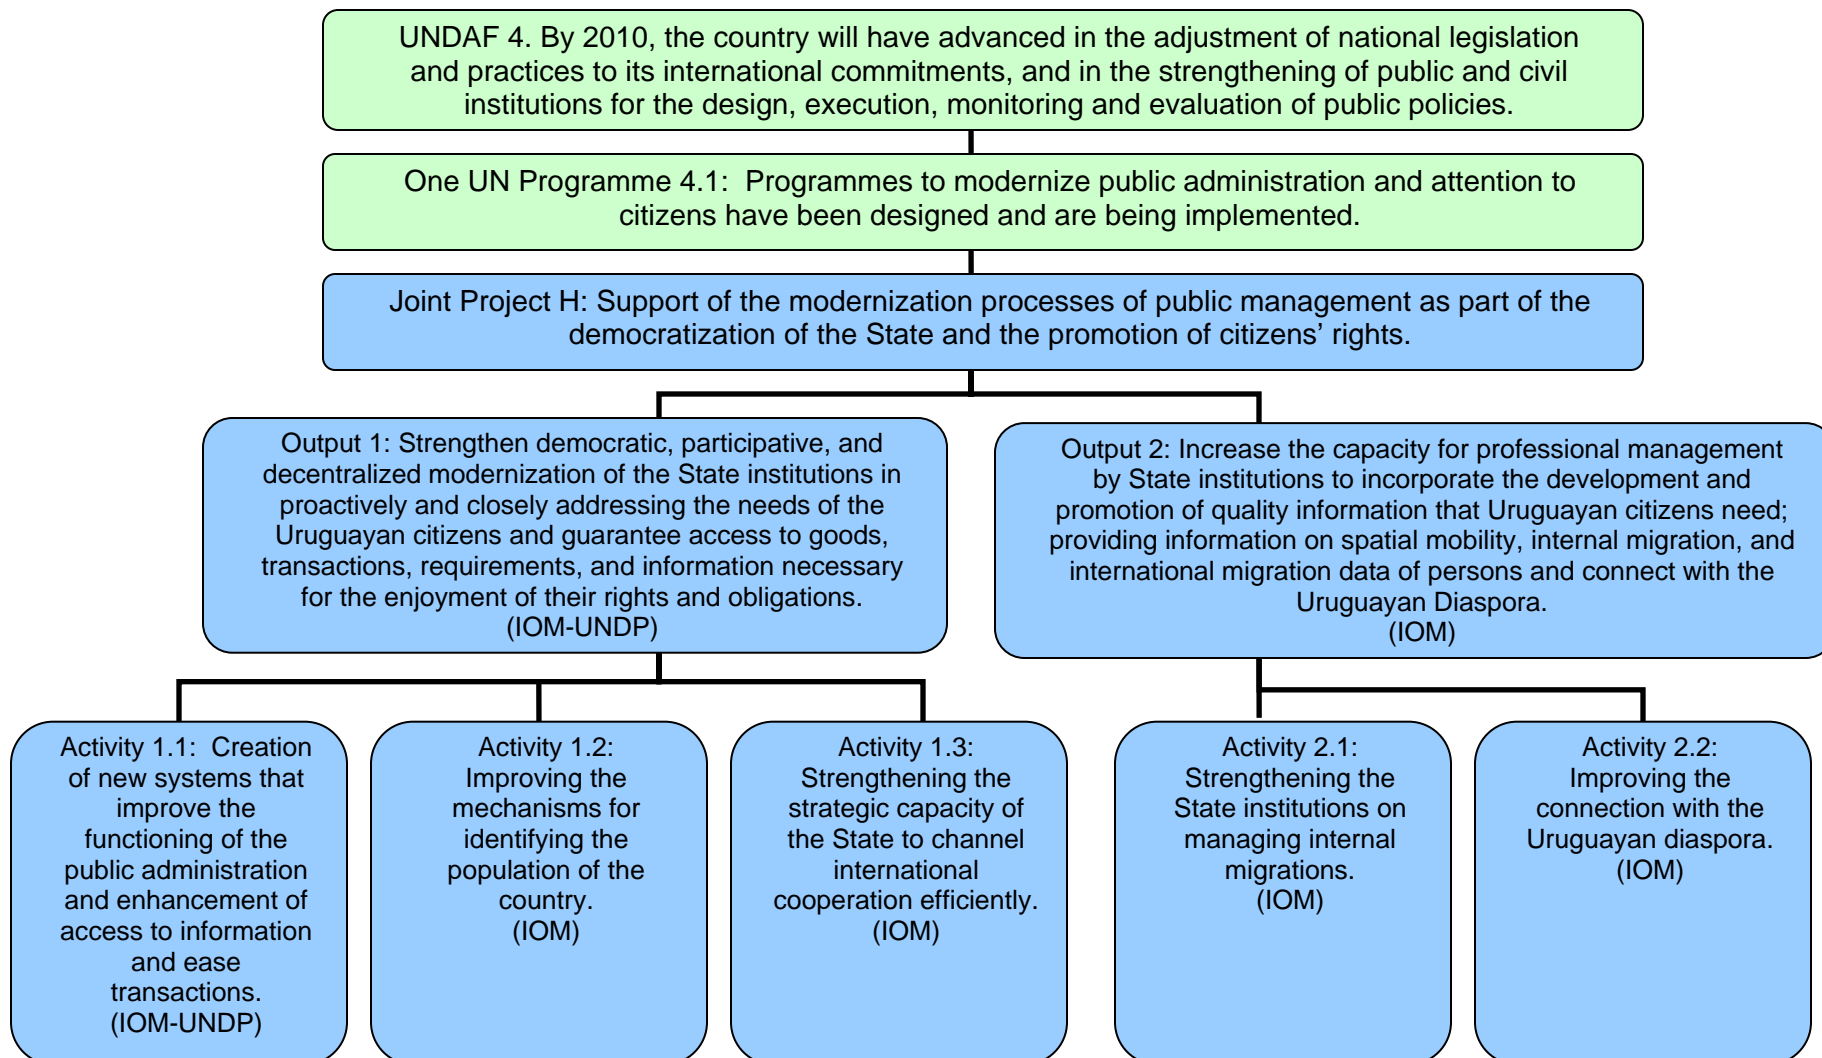 UNDAF 4. By 2010, the country will have advanced in the adjustment of national legislation
and practices to its international commitments, and in the strengthening of public and civil
institutions for the design, execution, monitoring and evaluation of public policies.
One UN Programme 4.1:  Programmes to modernize public administration and attention to
citizens have been designed and are being implemented.
Joint Project H: Support of the modernization processes of public management as part of the
democratization of the State and the promotion of citizens’ rights.
Output 1: Strengthen democratic, participative, and
decentralized modernization of the State institutions in
proactively and closely addressing the needs of the
Uruguayan citizens and guarantee access to goods,
transactions, requirements, and information necessary
for the enjoyment of their rights and obligations.
(IOM-UNDP)
Output 2: Increase the capacity for professional management
by State institutions to incorporate the development and
promotion of quality information that Uruguayan citizens need;
providing information on spatial mobility, internal migration, and
international migration data of persons and connect with the
Uruguayan Diaspora.
(IOM)
Activity 1.1:  Creation
of new systems that
improve the
functioning of the
public administration
and enhancement of
access to information
and ease
transactions.
(IOM-UNDP)
Activity 1.2:
Improving the
mechanisms for
identifying the
population of the
country.
(IOM)
Activity 1.3:
Strengthening the
strategic capacity of
the State to channel
international
cooperation efficiently.
(IOM)
Activity 2.1:
Strengthening the
State institutions on
managing internal
migrations.
(IOM)
Activity 2.2:
Improving the
connection with the
Uruguayan diaspora.
(IOM)